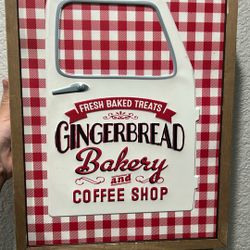 FRESH BAKED TREATS
GINGERBREAD
Bakery
and
COFFEE SHOP